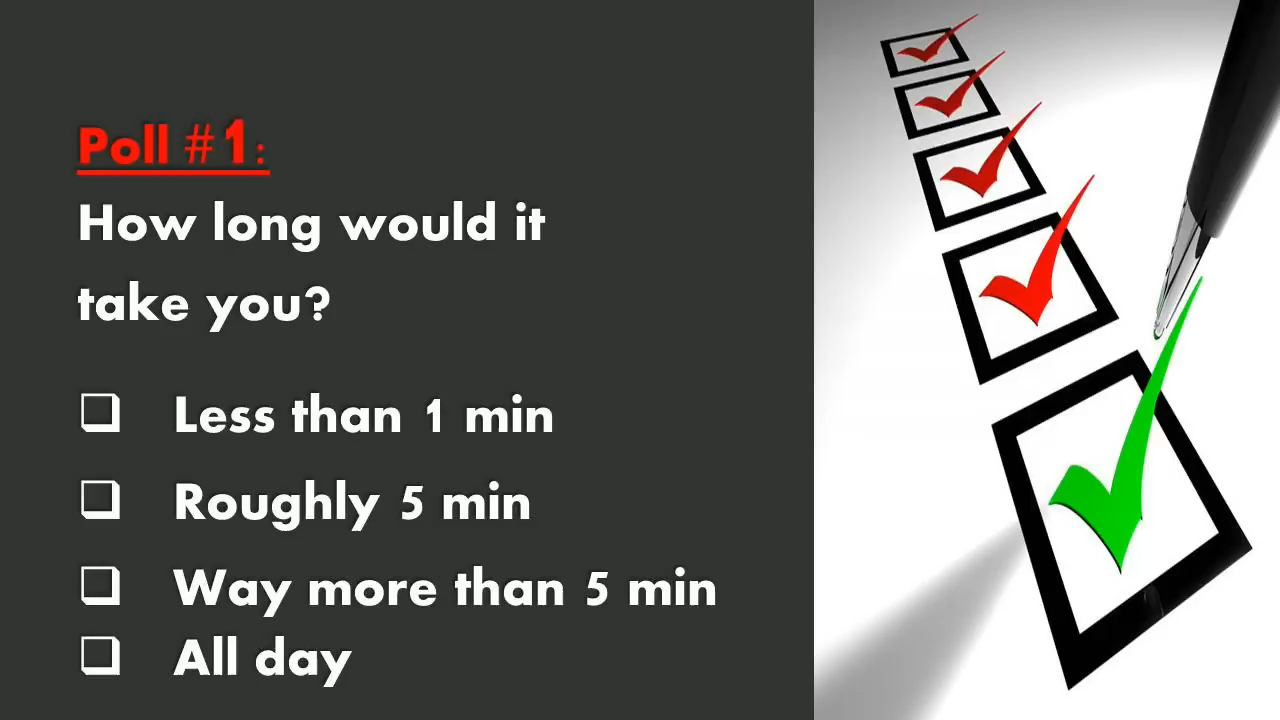 Poll #1:
How long would it
take you?
Less than 1 min
Roughly 5 min
Way more than 5 min
All day